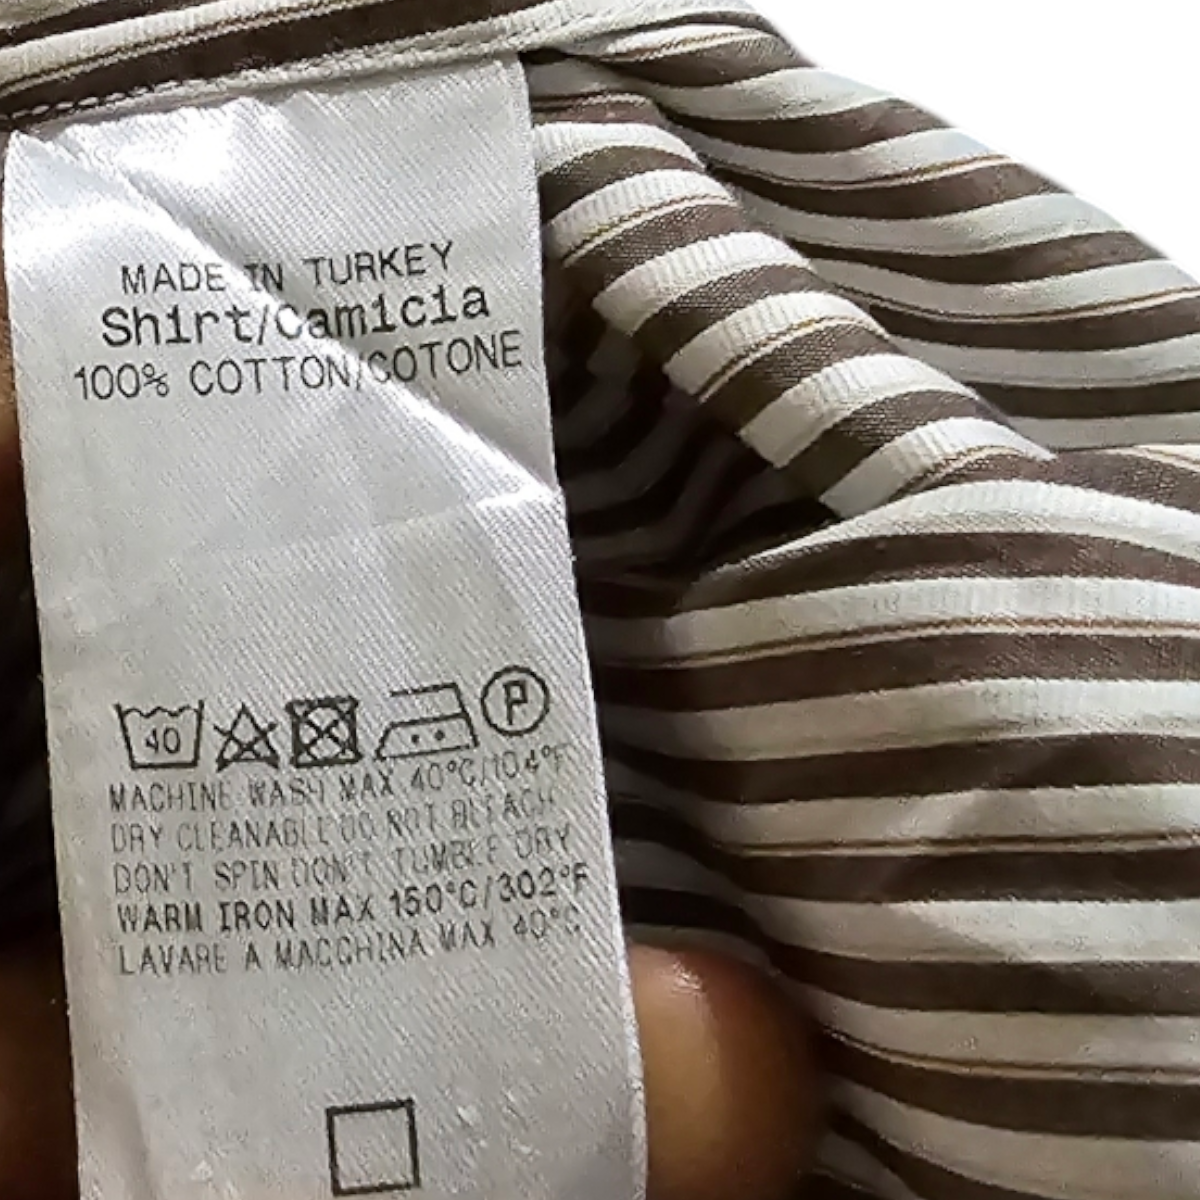 MADE IN TURKEY
Shirt/Camicia
100% COTTON/COTONE
40 P
MACHINE WASH MAX 40°C/104°F
DRY CLEANABLE DO NOT BLEACH
DON'T SPIN DON'T TUMBLE DRY
WARM IRON MAX 150°C/302°F
LAVARE A MACCHINA MAX 40°C